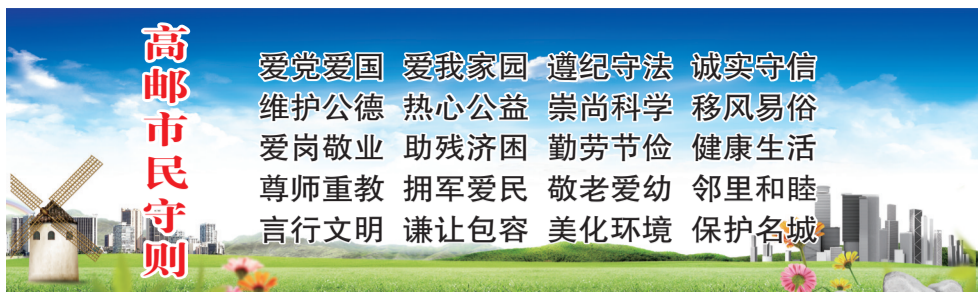 高邮市民守则
爱党爱国 爱我家园 遵纪守法 诚实守信
维护公德 热心公益 崇尚科学 移风易俗
爱岗敬业 助残济困 勤劳节俭 健康生活
尊师重教 拥军爱民 敬老爱幼 邻里和睦
言行文明 谦让包容 美化环境 保护名城